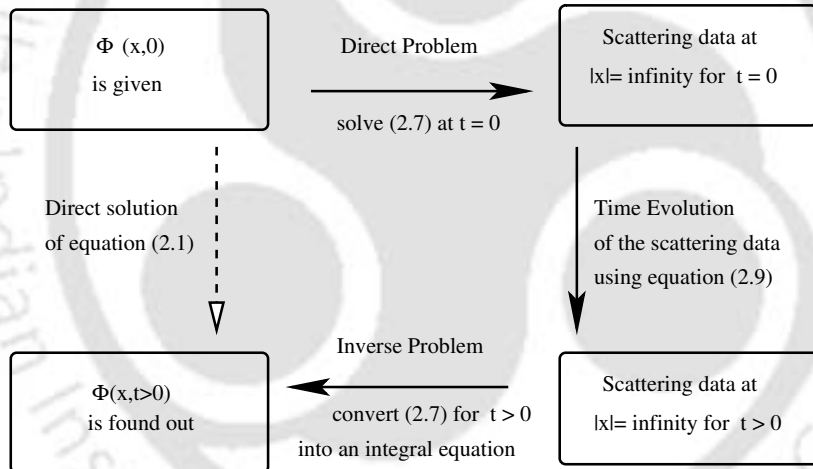 Φ (x,0)
is given
Direct Problem
solve (2.7) at t = 0
Scattering data at
|x|= infinity for t = 0
Direct solution
of equation (2.1)
Time Evolution
of the scattering data
using equation (2.9)
Φ(x,t>0)
is found out
Inverse Problem
convert (2.7) for t > 0
into an integral equation
Scattering data at
|x|= infinity for t > 0